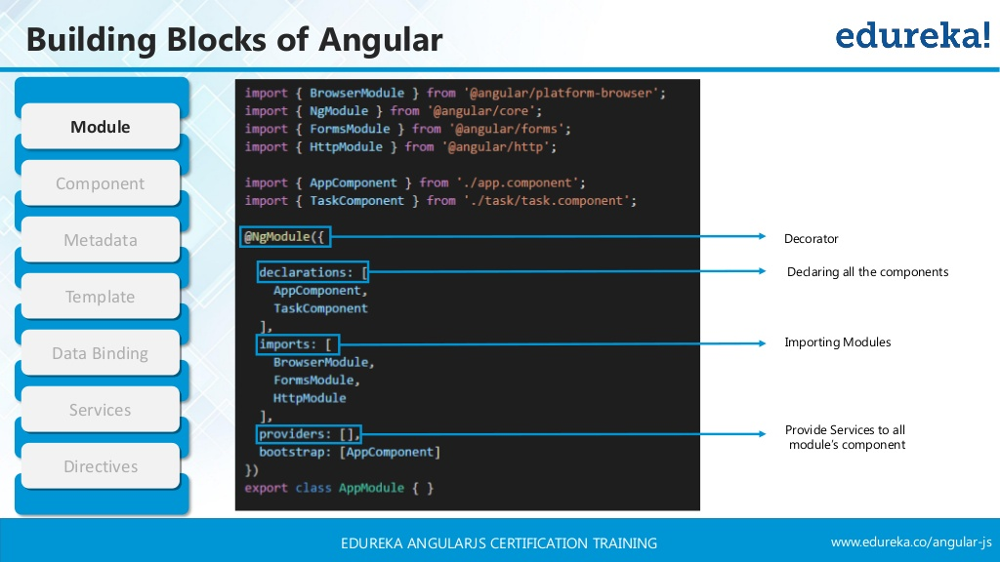 Building Blocks of Angular
edureka!
Module
Component
Metadata
Template
Data Binding
Services
Directives
import { BrowserModule } from '@angular/platform-browser';
import { NgModule } from '@angular/core';
import { FormsModule } from '@angular/forms';
import { HttpModule } from '@angular/http';
import { AppComponent } from './app.component';
import { TaskComponent } from './task/task.component';
@NgModule({
declarations: [
AppComponent,
TaskComponent
],
imports: [
BrowserModule,
FormsModule,
HttpModule
],
providers: [],
bootstrap: [AppComponent]
})
export class AppModule { }
Decorator
Declaring all the components
Importing Modules
Provide Services to all
module's component
EDUREKA ANGULARJS CERTIFICATION TRAINING
www.edureka.co/angular-js